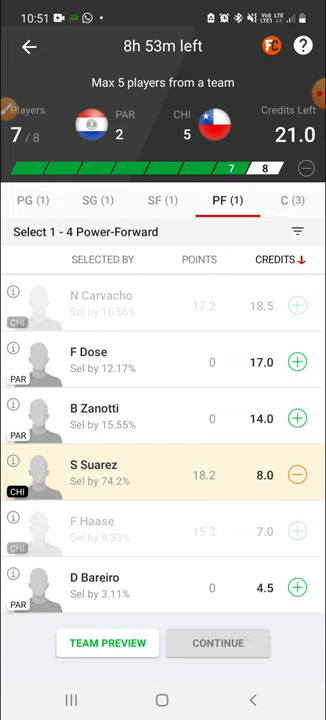 10:51
8h 53m left
?
Max 5 players from a team
Players
7 / 8
PAR
2
CHI
5
Credits Left
21.0
7 8
PG (1) SG (1) SF (1) PF (1) C (3)
Select 1 - 4 Power-Forward
SELECTED BY POINTS CREDITS
N Carvacho
Sel by 16.56%
17.2 18.5
CHI
F Dose
Sel by 12.17%
0 17.0
PAR
B Zanotti
Sel by 15.55%
0 14.0
PAR
S Suarez
Sel by 74.2%
18.2 8.0
CHI
F Haase
Sel by 9.33%
15.3 7.0
CHI
D Bareiro
Sel by 3.11%
0 4.5
PAR
TEAM PREVIEW CONTINUE